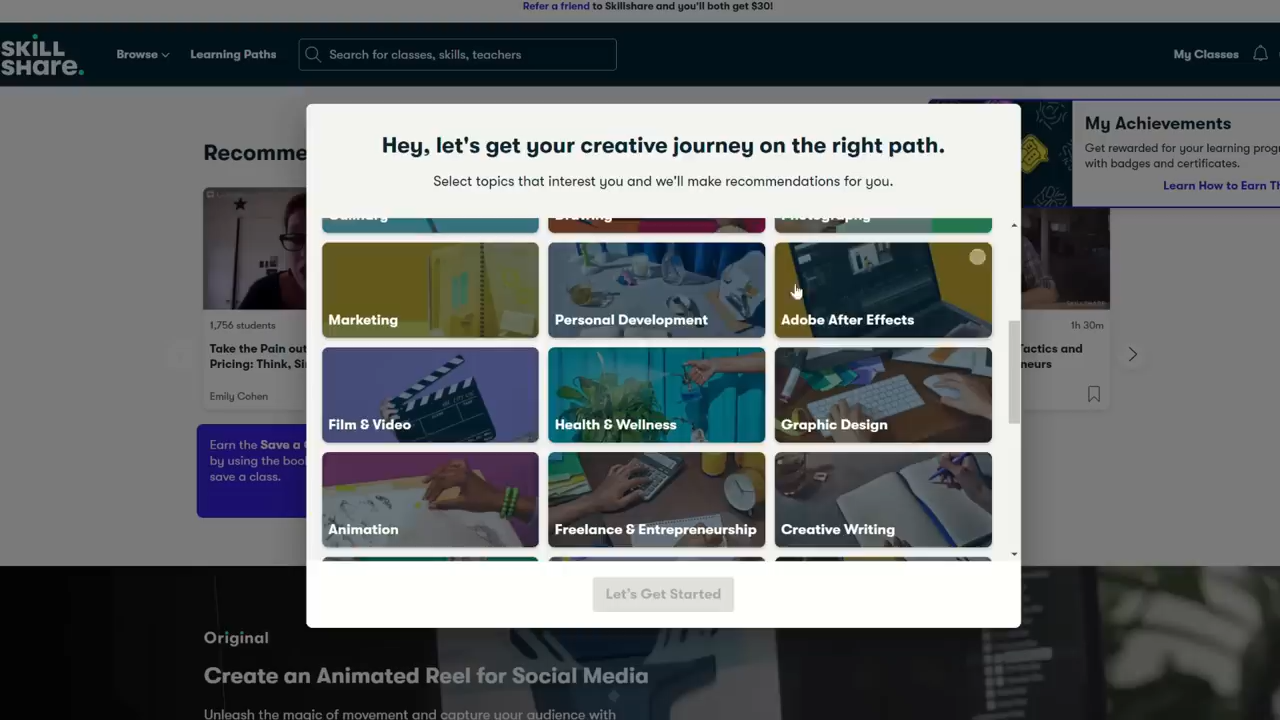 Refer a friend to Skillshare and you'll both get $30!
SKILL
SHARE.
Browse
Learning Paths
Search for classes, skills, teachers
My Classes
Hey, let's get your creative journey on the right path.
Select topics that interest you and we'll make recommendations for you.
My Achievements
Get rewarded for your learning prog
with badges and certificates.
Learn How to Earn Th
Recomme
Culinary
Drawing
Photography
Marketing
Personal Development
Adobe After Effects
1,756 students
1h 30m
Take the Pain out
Pricing: Think, Si
Tactics and
neurs
Emily Cohen
Film & Video
Health & Wellness
Graphic Design
Earn the Save a C
by using the boo
save a class.
Animation
Freelance & Entrepreneurship
Creative Writing
Let's Get Started
Original
Create an Animated Reel for Social Media
Unleash the magic of movement and capture your audience with